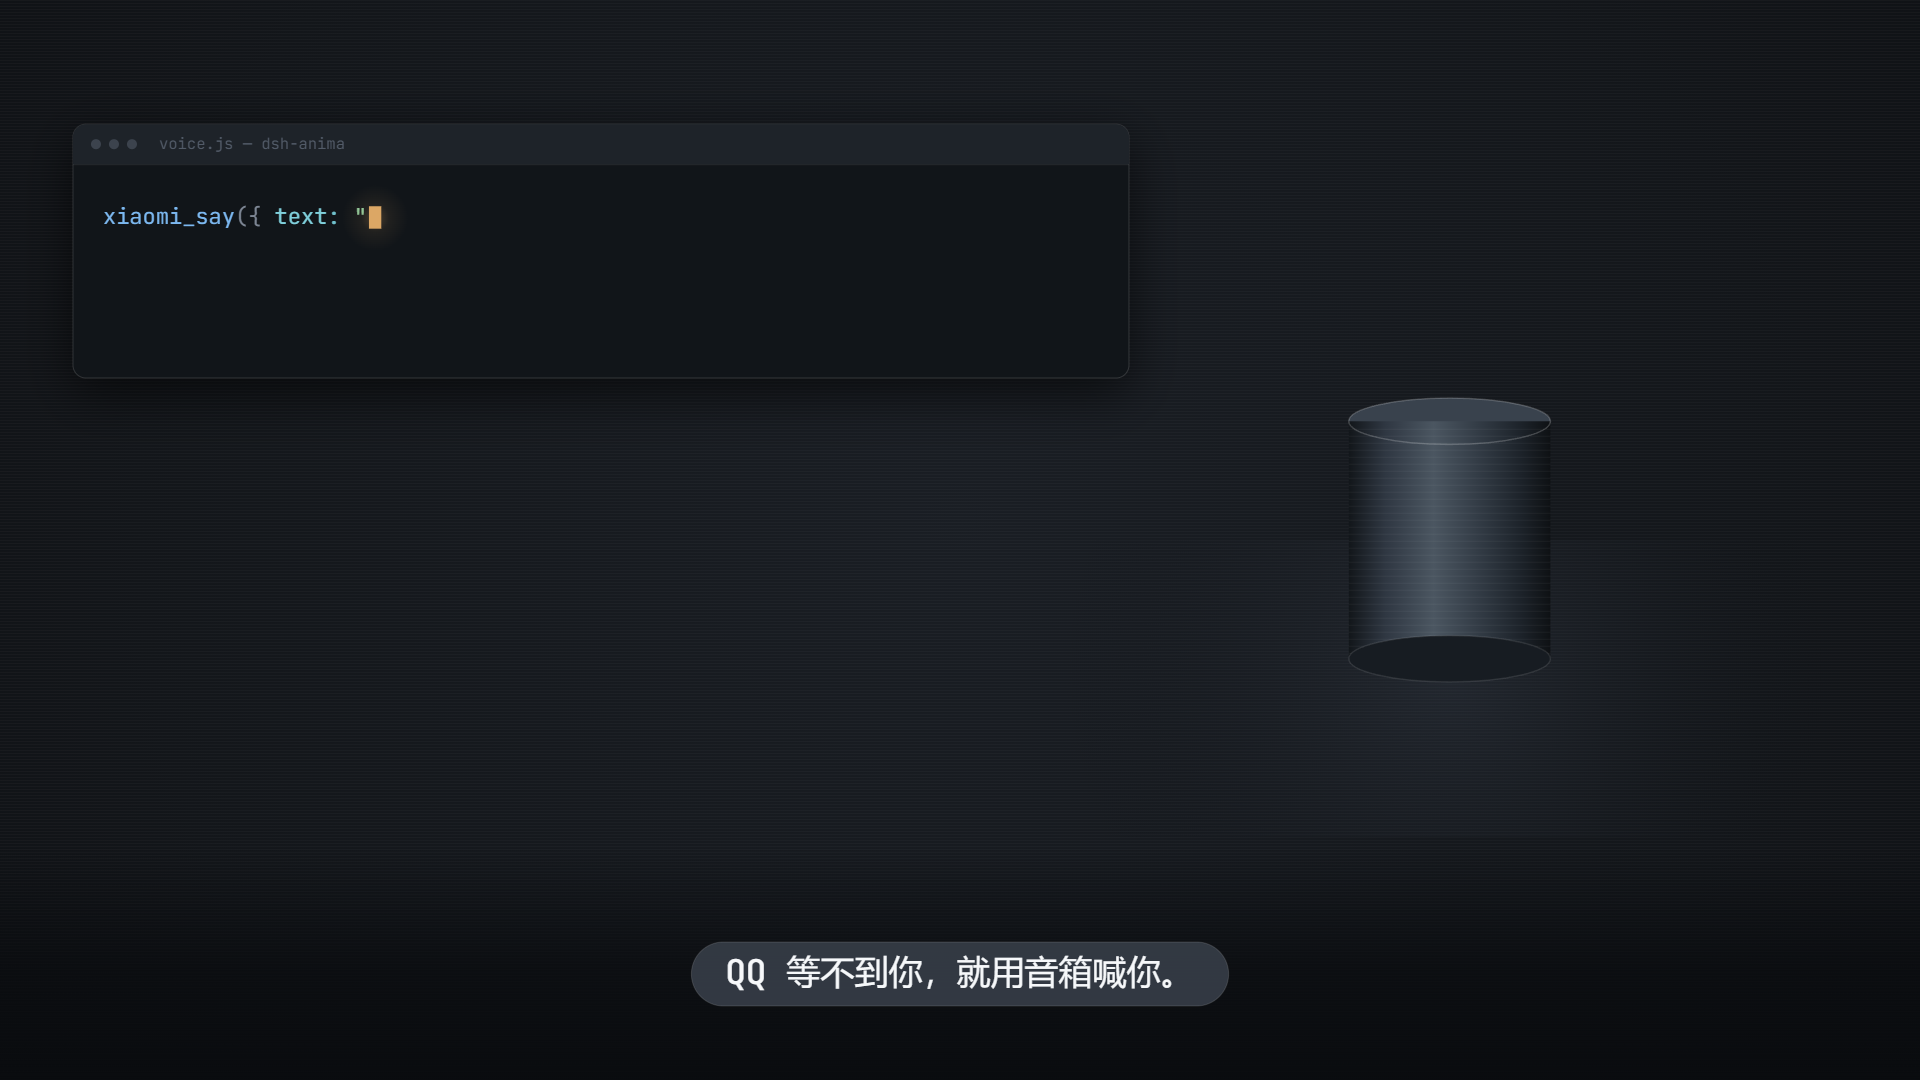 voice.js — dsh-anima
xiaomi_say({ text: "
QQ 等不到你，就用音箱喊你。